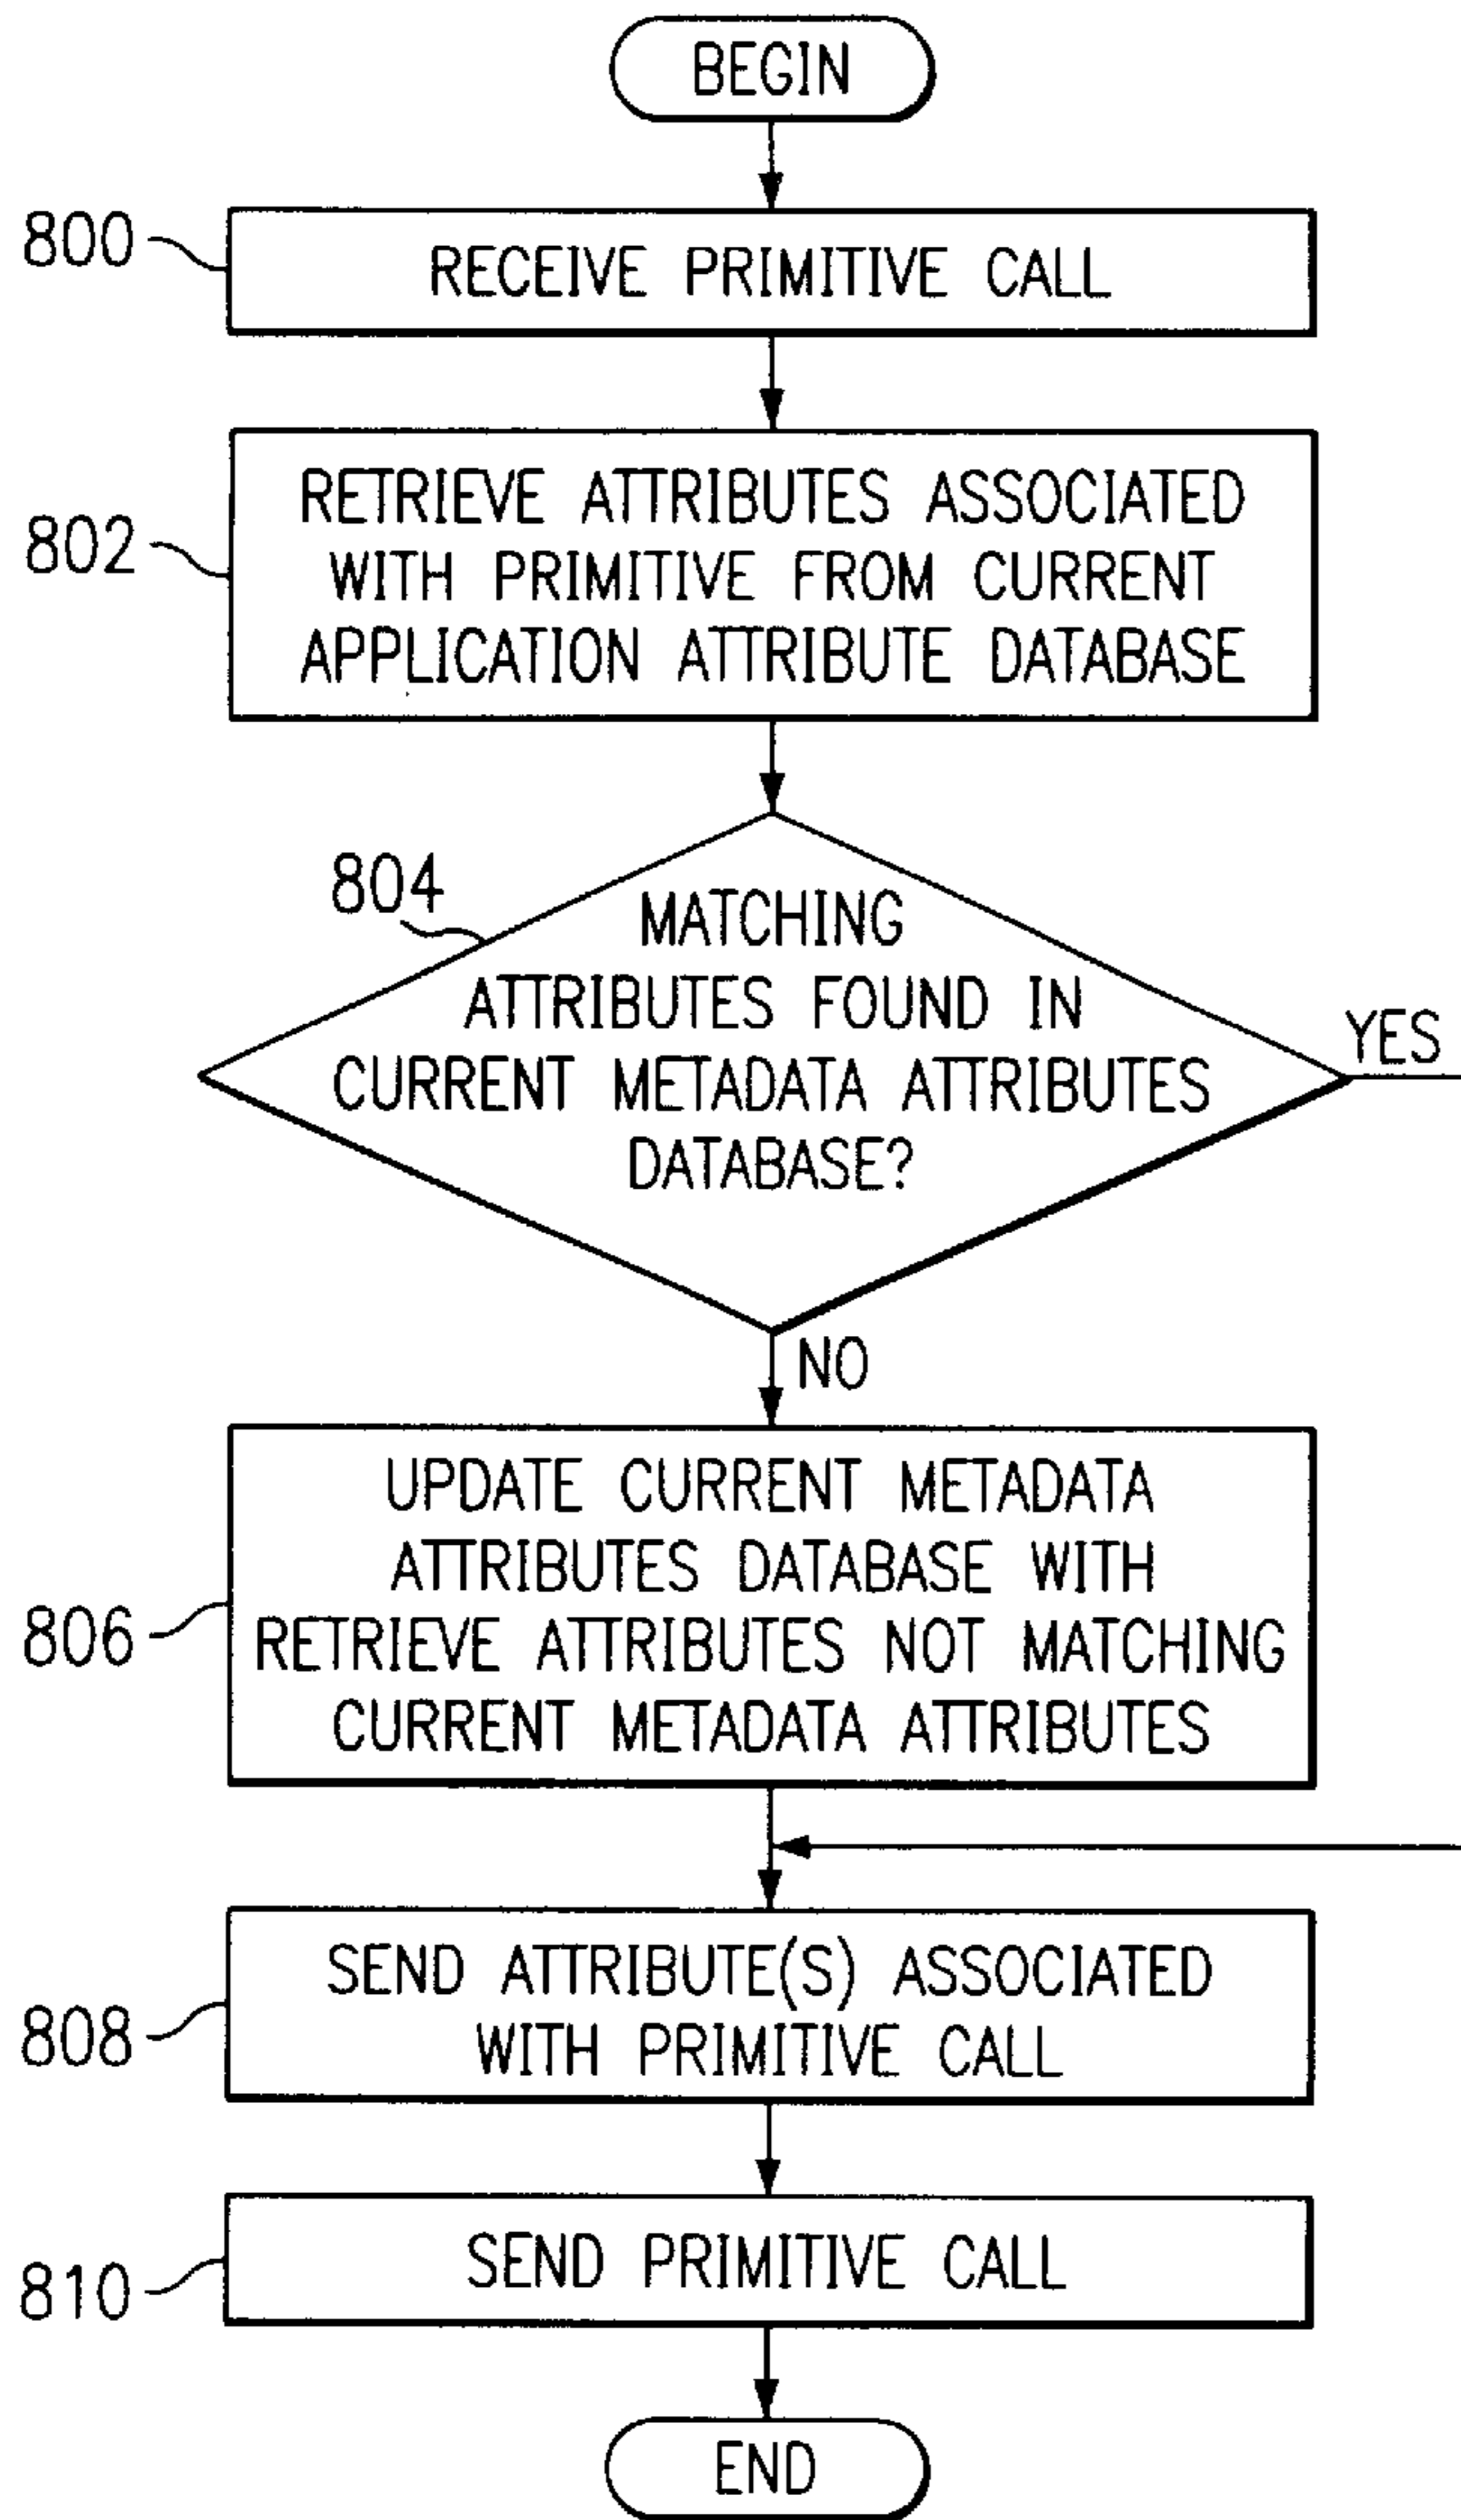 BEGIN
800
RECEIVE PRIMITIVE CALL
802
RETRIEVE ATTRIBUTES ASSOCIATED
WITH PRIMITIVE FROM CURRENT
APPLICATION ATTRIBUTE DATABASE
804
MATCHING
ATTRIBUTES FOUND IN
CURRENT METADATA ATTRIBUTES
DATABASE?
YES
NO
806
UPDATE CURRENT METADATA
ATTRIBUTES DATABASE WITH
RETRIEVE ATTRIBUTES NOT MATCHING
CURRENT METADATA ATTRIBUTES
808
SEND ATTRIBUTE(S) ASSOCIATED
WITH PRIMITIVE CALL
810
SEND PRIMITIVE CALL
END